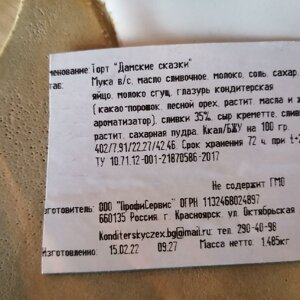 менование: Торт "Дамские сказки"
тав: Мука в/с, масло сливочное, молоко, соль, сахар
яйцо, молоко сгущ, глазурь кондитерская
(какао-порошок, лесной орех, растит, масла и ж
ароматизатор), сливки 35%, сыр креметте, сливк
растит, сахарная пудра, Ккал/БЖУ на 100 гр.
402/7.91/22.27/42.46. Срок хранения 72 ч, при t-2
ТУ 10.71.12-001-21870586-2017
Не содержит ГМО
зготовитель: ООО "ПрофиСервис" ОГРН 1132468024897
660135 Россия г. Красноярск, ул Октябрьская
Konditerskyczex.bg@mail.ru тел. 290-40-98
Изготовленно: 15.02.22 09.27 Масса нетто: 1.485кг